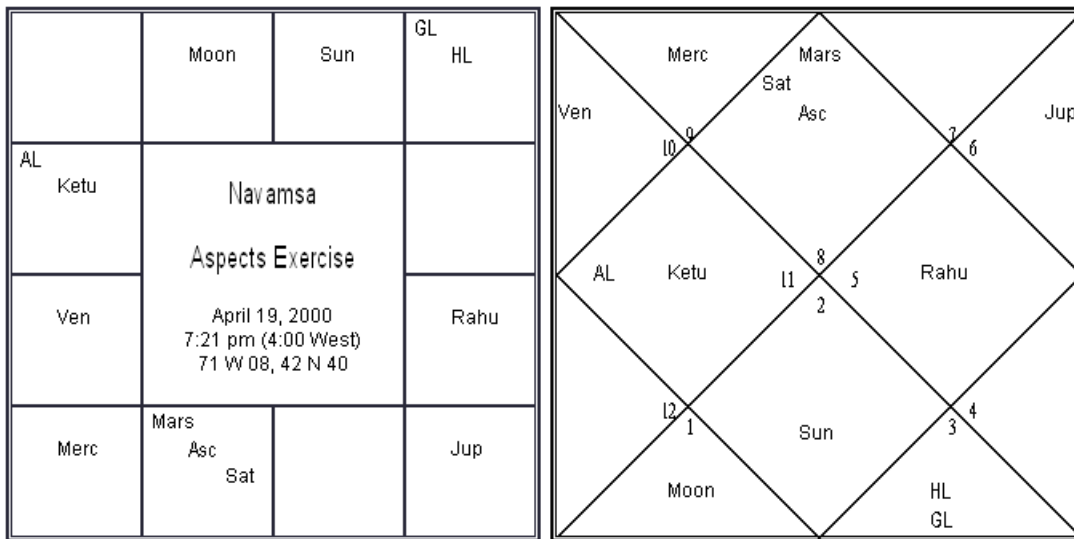 Moon
Sun
GL
HL
AL
Ketu
Navamsa
Aspects Exercise
April 19, 2000
7:21 pm (4:00 West)
71 W 08, 42 N 40
Ven
Rahu
Merc
Mars
Asc
Sat
Jup
Merc
Mars
Sat
Asc
Ven
Jup
9
10
7
6
8
11
5
2
AL
Ketu
Rahu
12
1
4
3
Sun
Moon
HL
GL